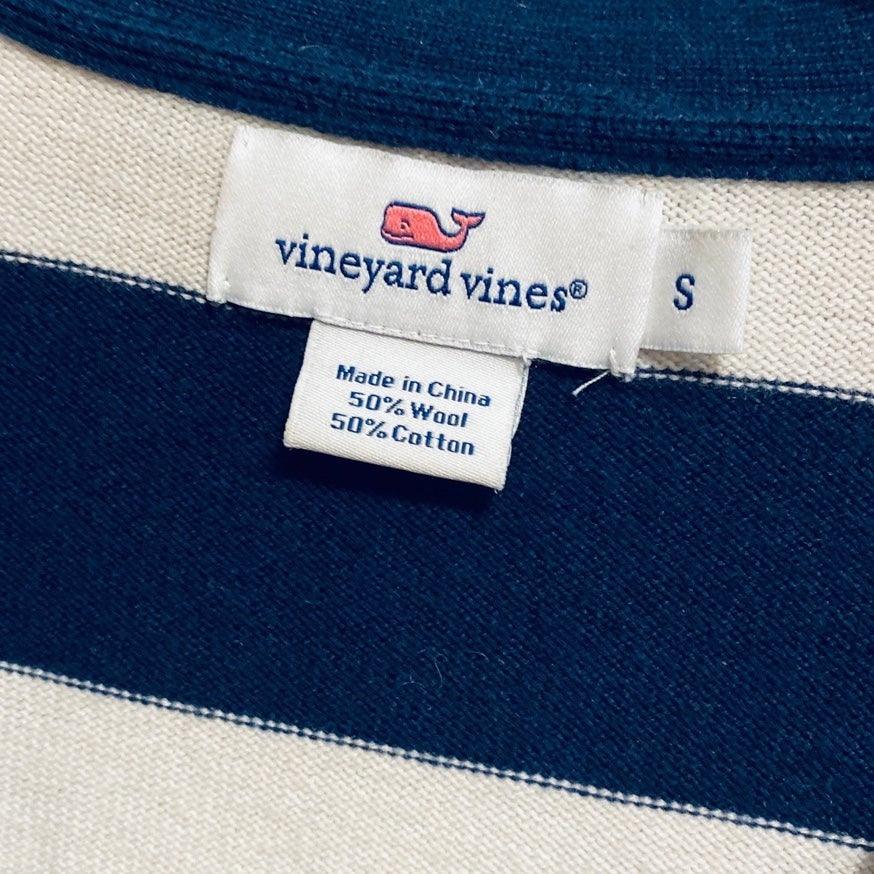 vineyard vines®
S
Made in China
50% Wool
50% Cotton